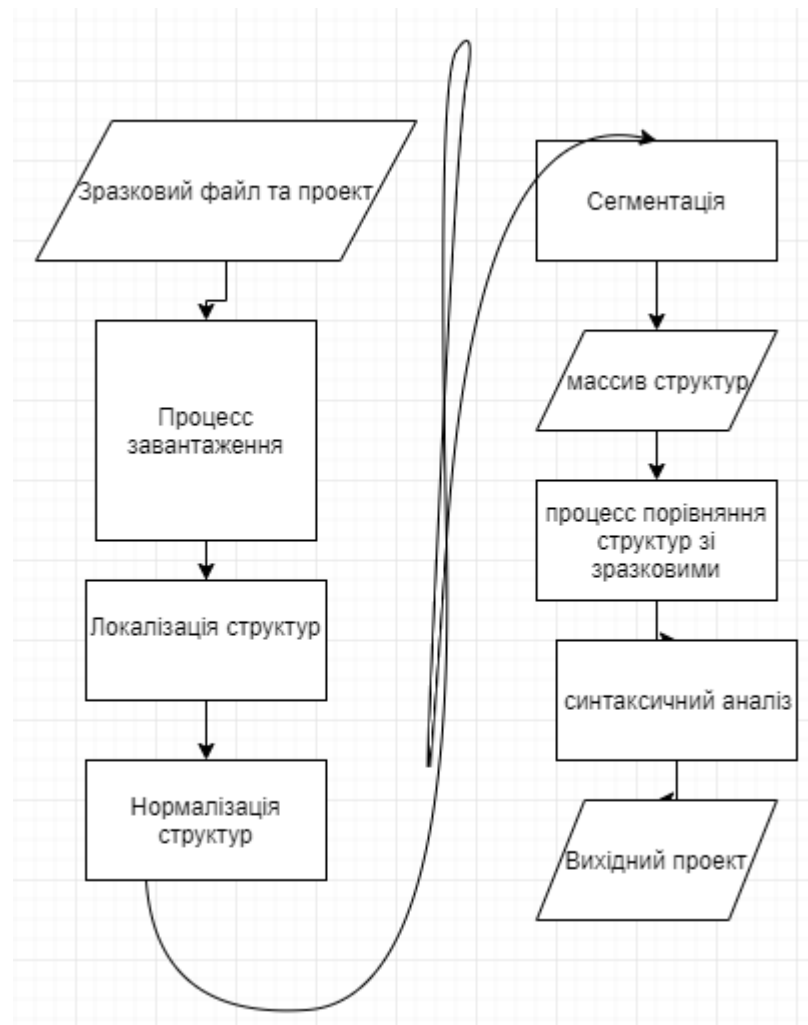 Зразковий файл та проект
Процесс
завантаження
Локалізація структур
Нормалізація
структур
Сегментація
массив структур
процесс порівняння
структур зі
зразковими
синтаксичний аналіз
Вихідний проект